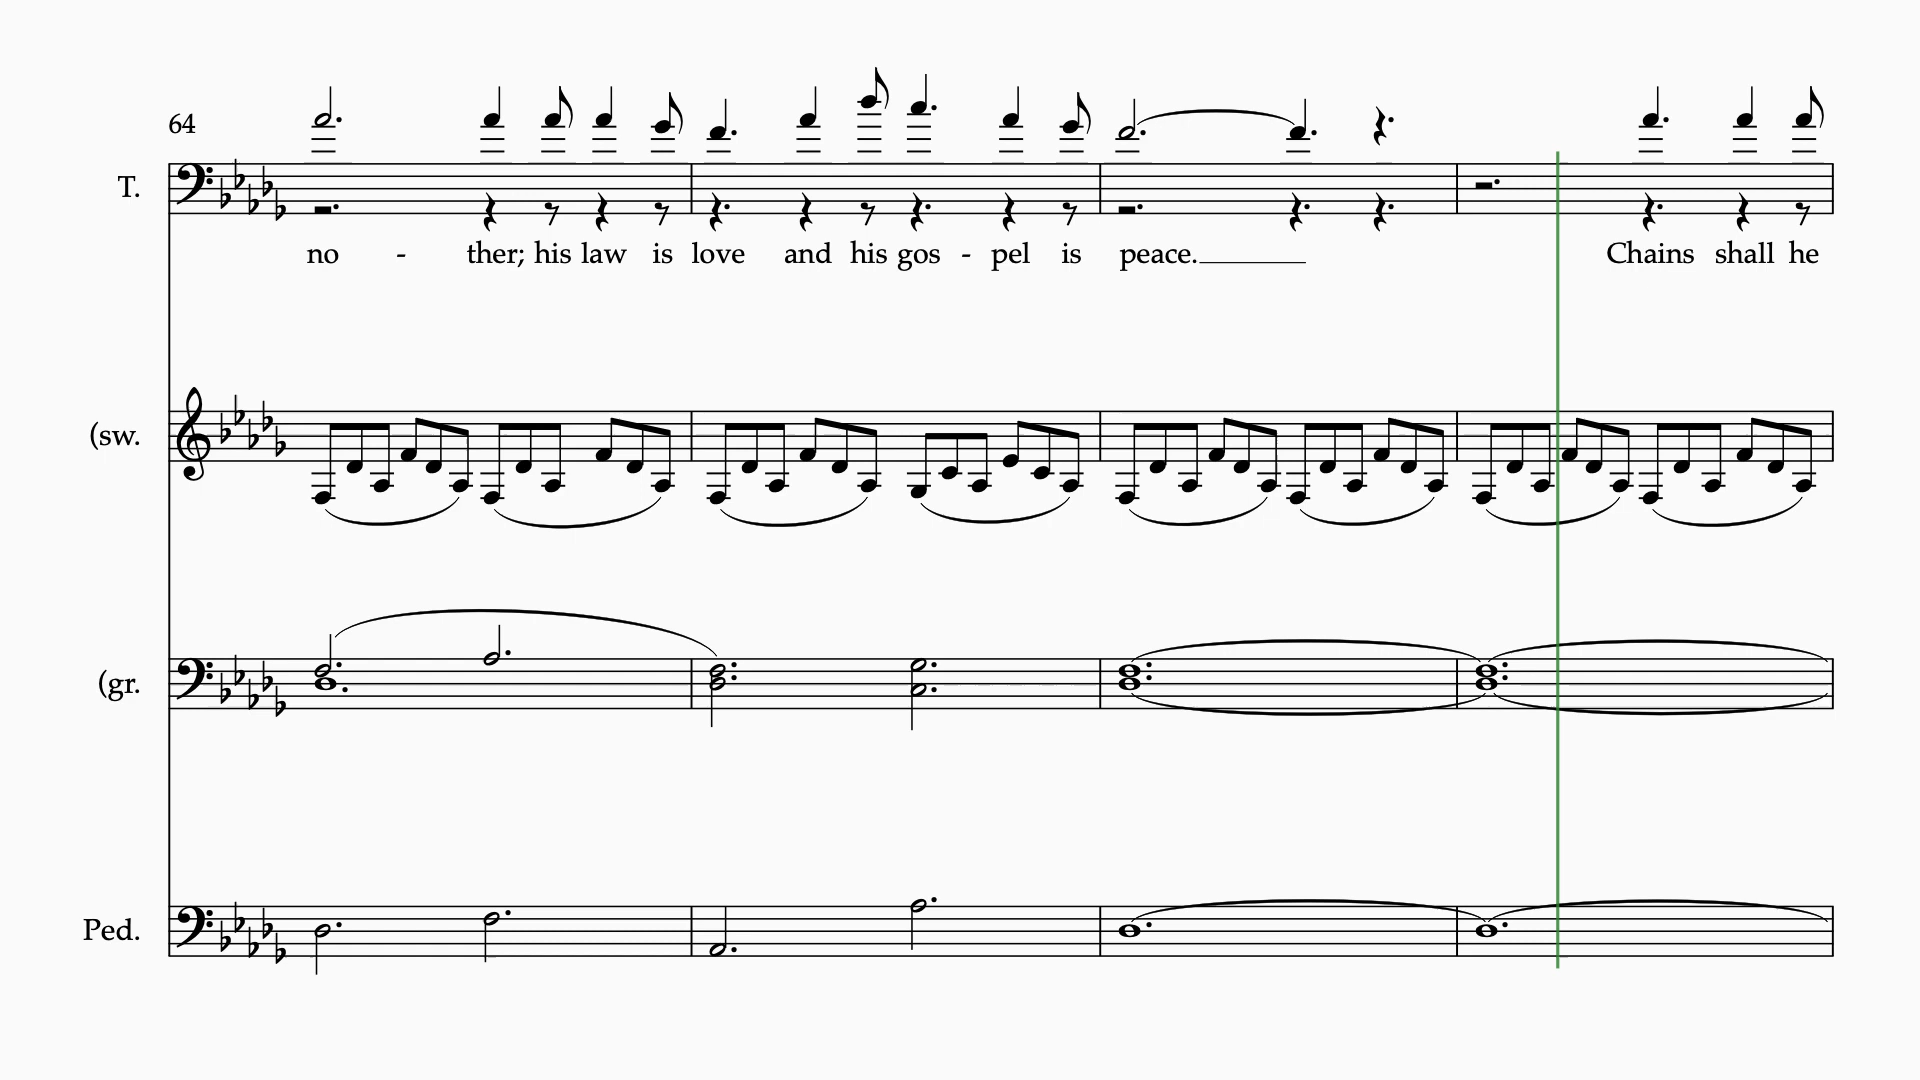 64
T.
no - ther; his law is love and his gos - pel is peace.____ Chains shall he
(sw.
(gr.
Ped.